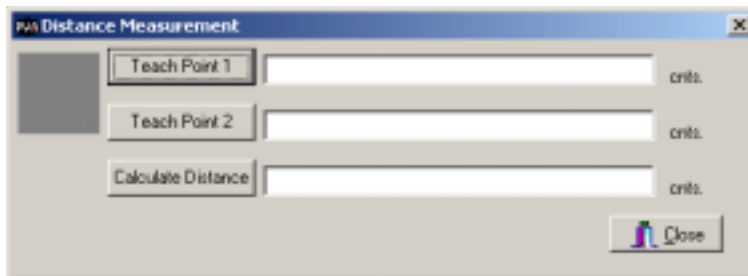 Distance Measurement
Teach Point 1
cnts.
Teach Point 2
cnts.
Calculate Distance
cnts.
Close